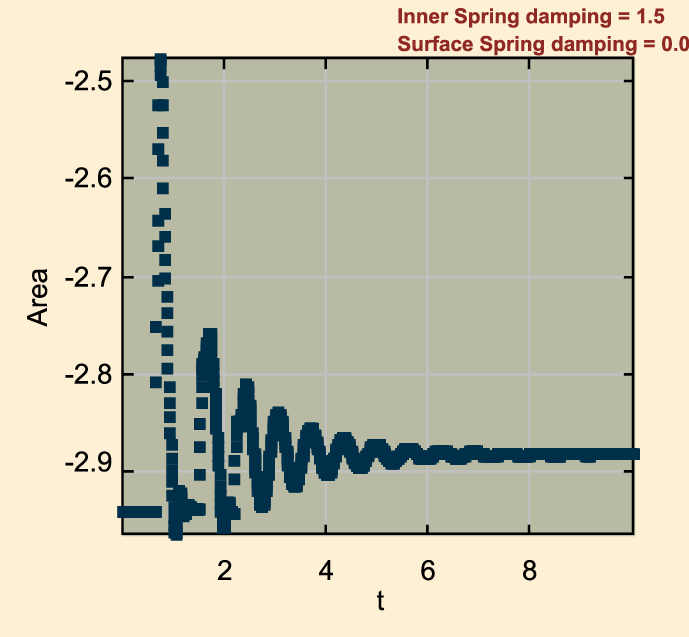 Inner Spring damping = 1.5
Surface Spring damping = 0.0
-2.5
-2.6
-2.7
-2.8
-2.9
Area
2 4 6 8
t